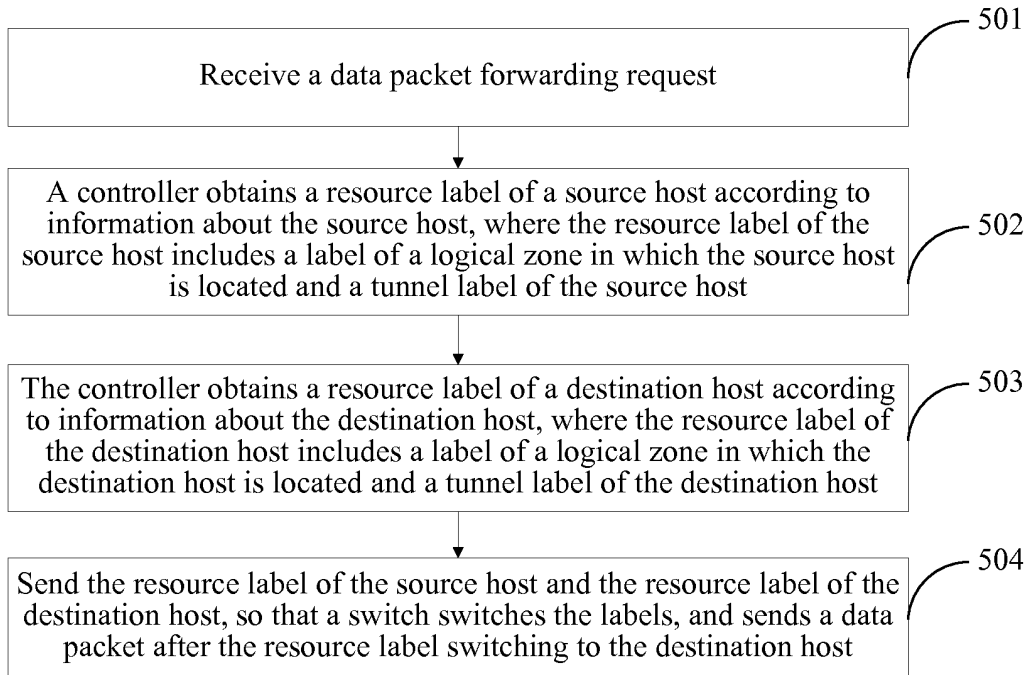 501
Receive a data packet forwarding request
A controller obtains a resource label of a source host according to
information about the source host, where the resource label of the
source host includes a label of a logical zone in which the source host
is located and a tunnel label of the source host
502
The controller obtains a resource label of a destination host according
to information about the destination host, where the resource label of
the destination host includes a label of a logical zone in which the
destination host is located and a tunnel label of the destination host
503
Send the resource label of the source host and the resource label of the
destination host, so that a switch switches the labels, and sends a data
packet after the resource label switching to the destination host
504